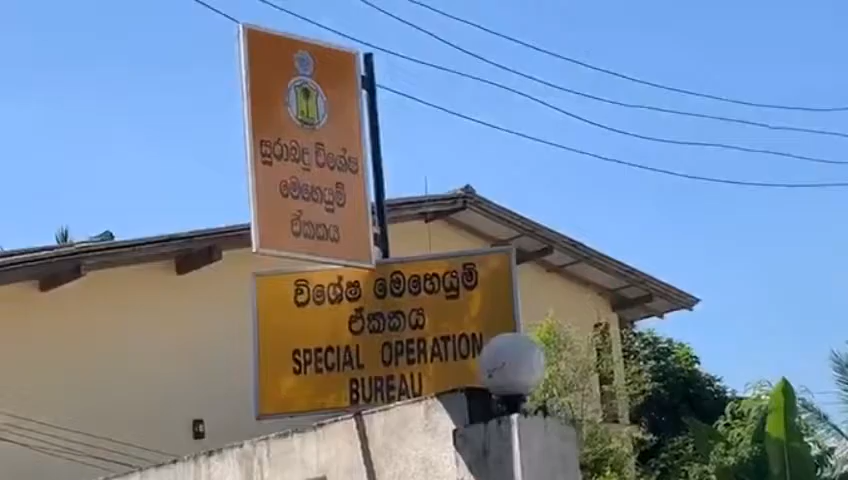 සුරාබදු විශේෂ
මෙහෙයුම්
ඒකකය
විශේෂ මෙහෙයුම්
ඒකකය
SPECIAL OPERATION
BUREAU